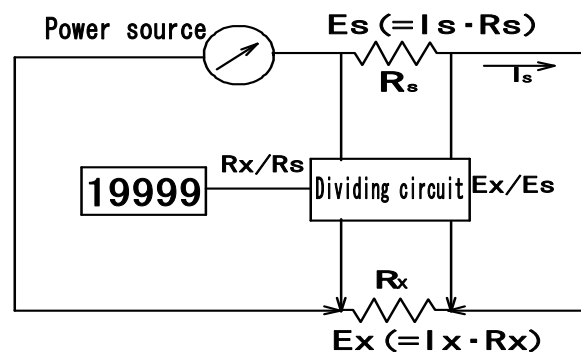 Power source
Es (=Is-Rs)
Rs
Is
Rx/Rs
19999
Dividing circuit
Ex/Es
Rx
Ex (=Ix-Rx)